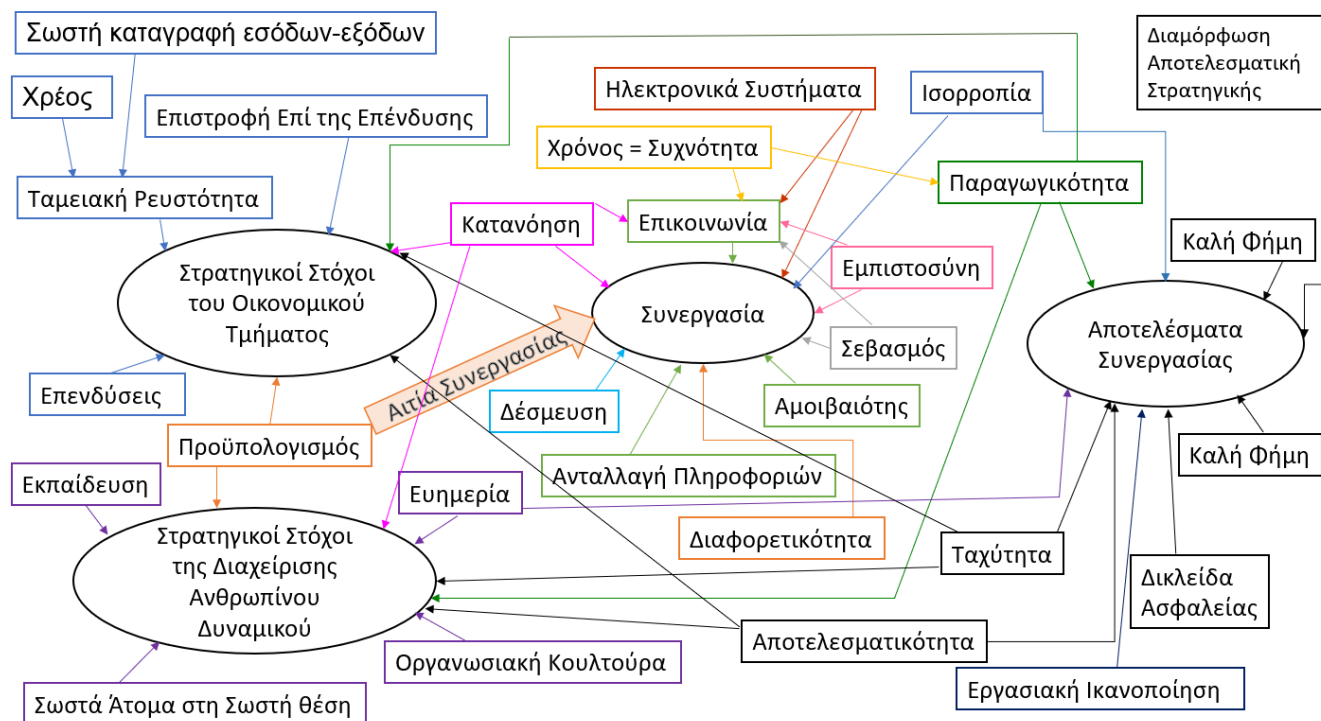 Σωστή καταγραφή εσόδων-εξόδων
Διαμόρφωση
Αποτελεσματική
Στρατηγικής
Χρέος
Επιστροφή Επί της Επένδυσης
Ηλεκτρονικά Συστήματα
Ισορροπία
Χρόνος = Συχνότητα
Ταμειακή Ρευστότητα
Παραγωγικότητα
Κατανόηση
Επικοινωνία
Καλή Φήμη
Εμπιστοσύνη
Στρατηγικοί Στόχοι
του Οικονομικού
Τμήματος
Συνεργασία
Αποτελέσματα
Συνεργασίας
Σεβασμός
Αιτία Συνεργασίας
Επενδύσεις
Δέσμευση
Αμοιβαιότης
Προϋπολογισμός
Καλή Φήμη
Ανταλλαγή Πληροφοριών
Εκπαίδευση
Ευημερία
Διαφορετικότητα
Ταχύτητα
Στρατηγικοί Στόχοι
της Διαχείρισης
Ανθρωπίνου
Δυναμικού
Δικλείδα
Ασφαλείας
Αποτελεσματικότητα
Οργανωσιακή Κουλτούρα
Εργασιακή Ικανοποίηση
Σωστά Άτομα στη Σωστή θέση